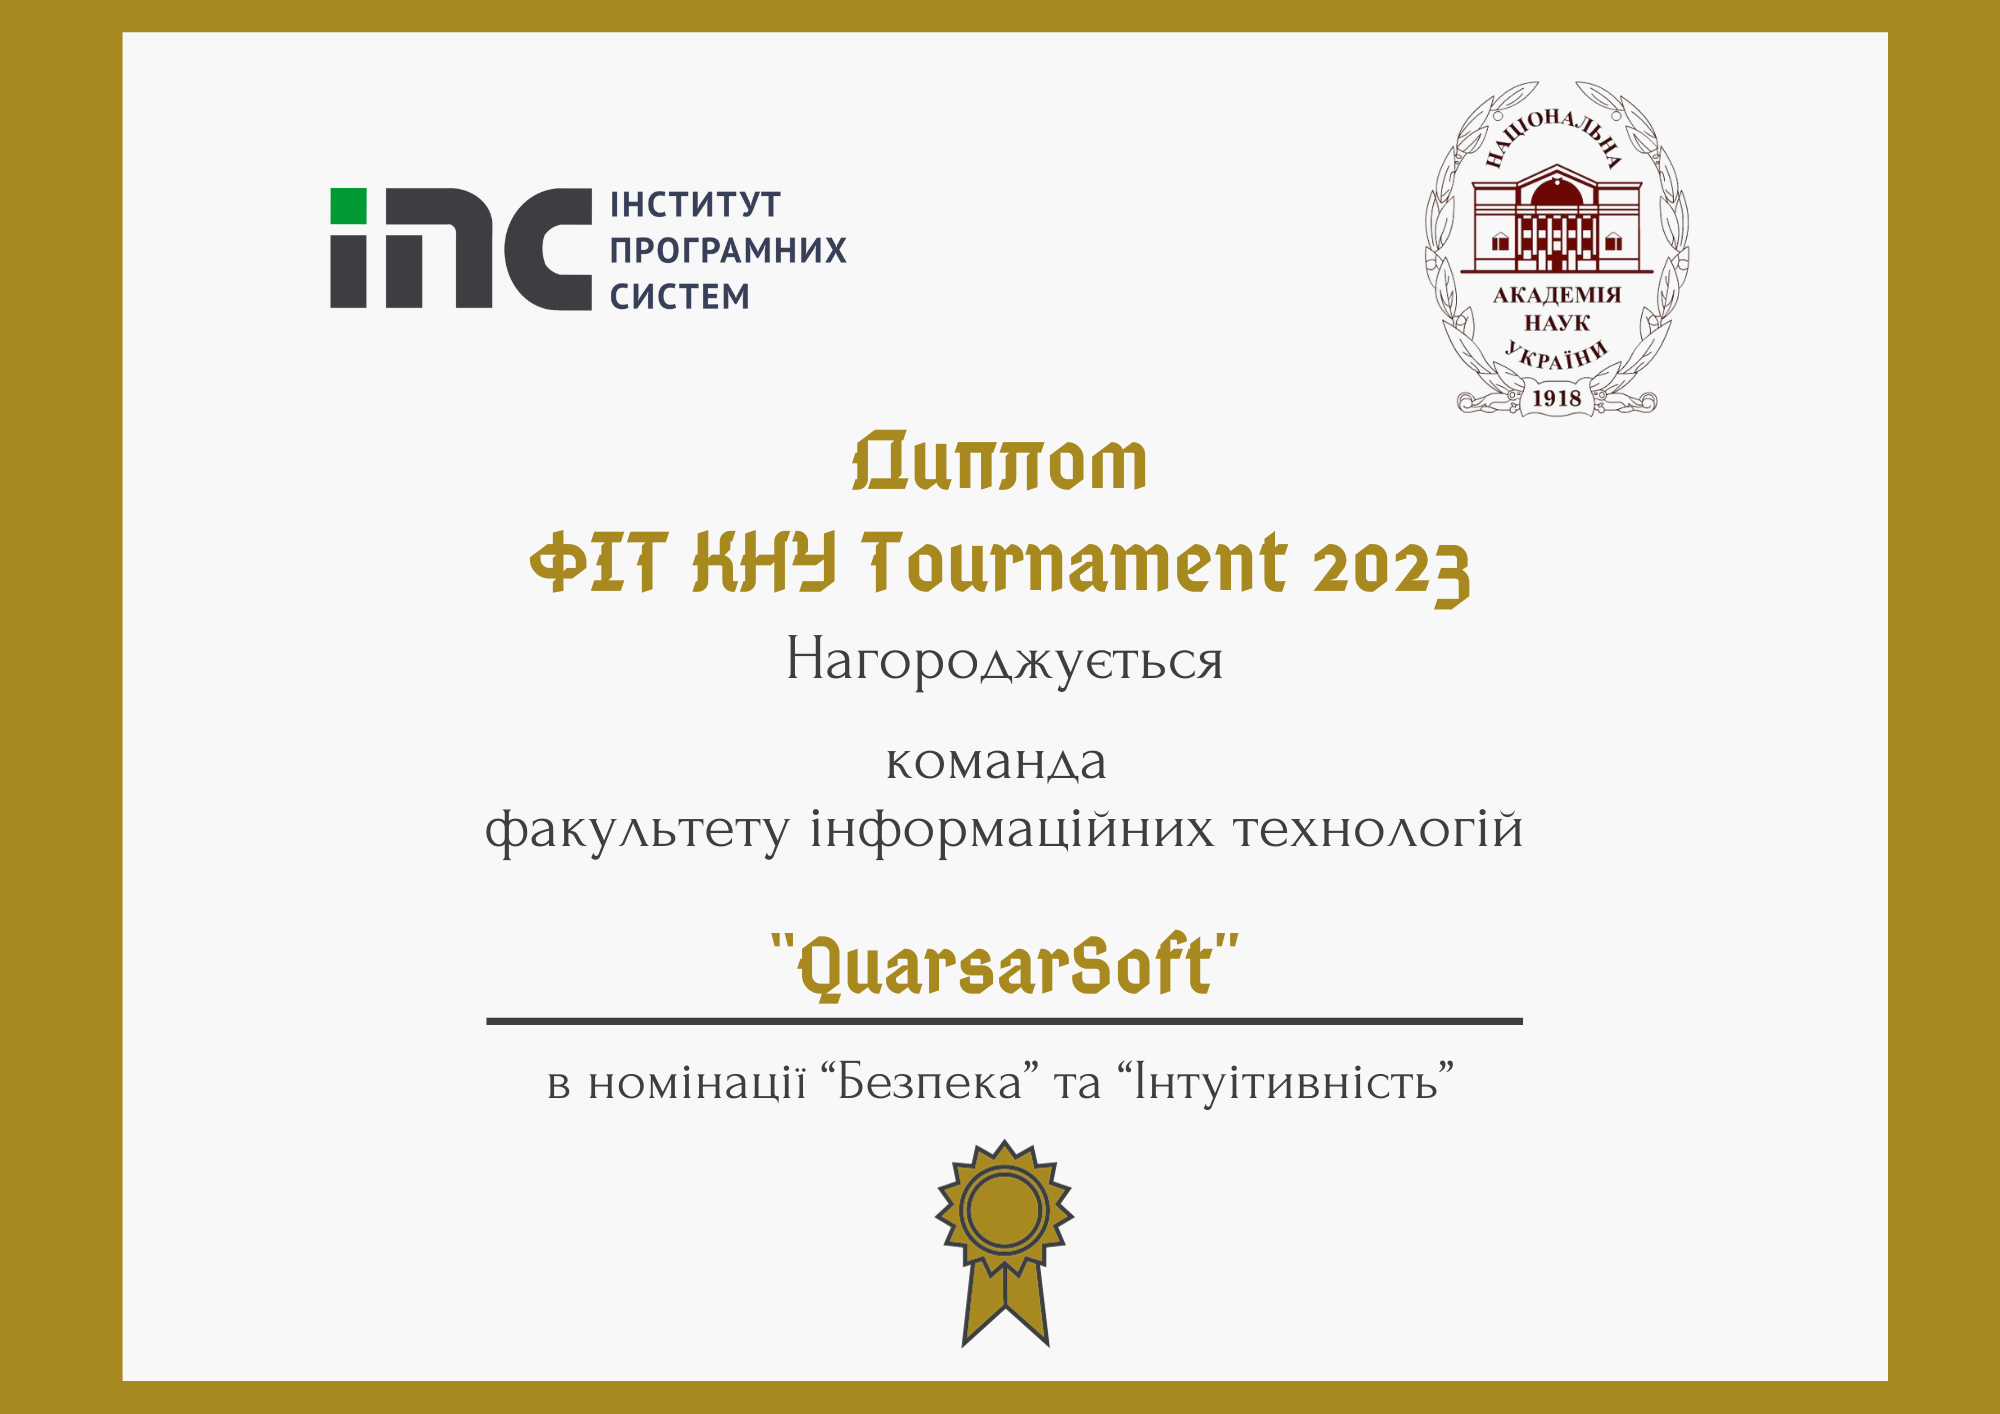 іпс
ІНСТИТУТ
ПРОГРАМНИХ
СИСТЕМ
НАЦІОНАЛЬНА
АКАДЕМІЯ
НАУК
УКРАЇНИ
1918
Диплом
ФІТ КНУ Tournament 2023
Нагороджується
команда
факультету інформаційних технологій
"QuarsarSoft"
в номінації “Безпека” та “Інтуітивність”